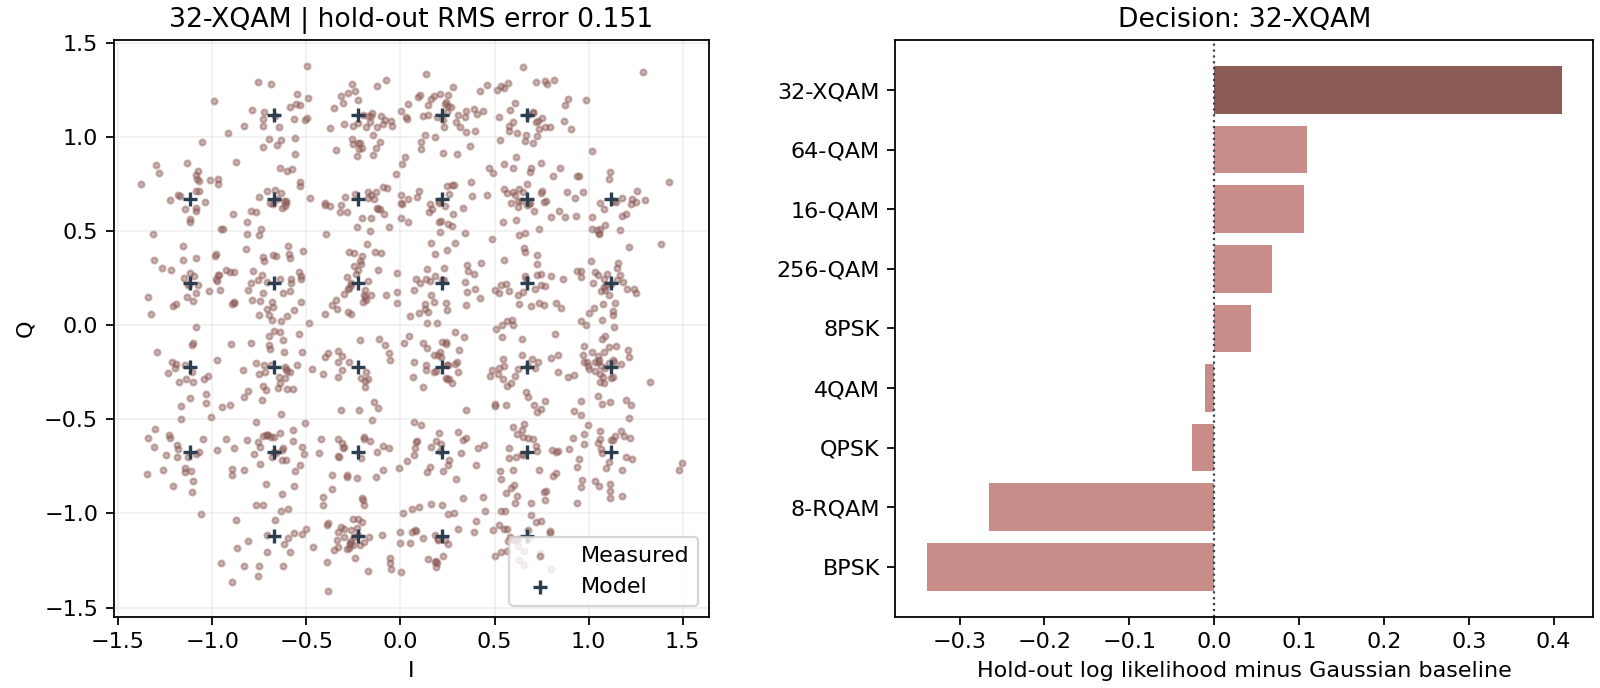 32-XQAM | hold-out RMS error 0.151
1.5
1.0
0.5
0.0
−0.5
−1.0
−1.5
Q
−1.5 −1.0 −0.5 0.0 0.5 1.0 1.5
I
Measured
Model
Decision: 32-XQAM
32-XQAM
64-QAM
16-QAM
256-QAM
8PSK
4QAM
QPSK
8-RQAM
BPSK
−0.3 −0.2 −0.1 0.0 0.1 0.2 0.3 0.4
Hold-out log likelihood minus Gaussian baseline